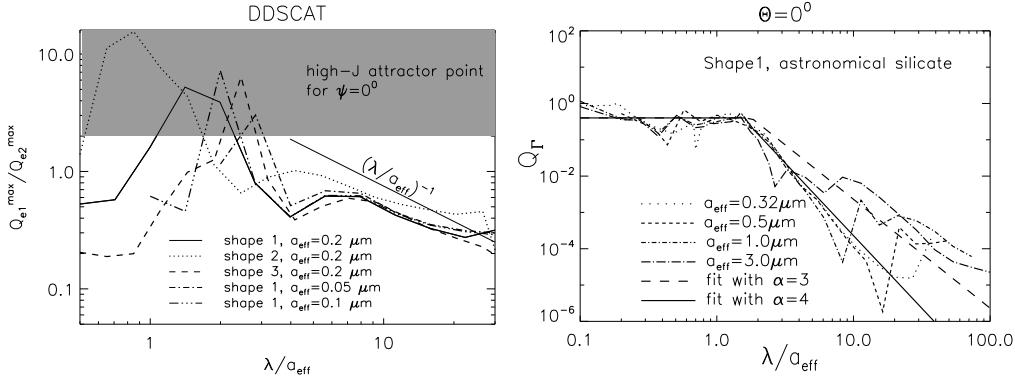 DDSCAT
Q_e1^max/Q_e2^max
10.0
1.0
0.1
high-J attractor point
for ψ=0⁰
(λ/a_eff)^-1
shape 1, a_eff=0.2 μm
shape 2, a_eff=0.2 μm
shape 3, a_eff=0.2 μm
shape 1, a_eff=0.05 μm
shape 1, a_eff=0.1 μm
1 10
λ/a_eff
Θ=0⁰
Q_Γ
10^2
10^0
10^-2
10^-4
10^-6
Shape1, astronomical silicate
a_eff=0.32μm
a_eff=0.5μm
a_eff=1.0μm
a_eff=3.0μm
fit with α=3
fit with α=4
0.1 1.0 10.0 100.0
λ/a_eff